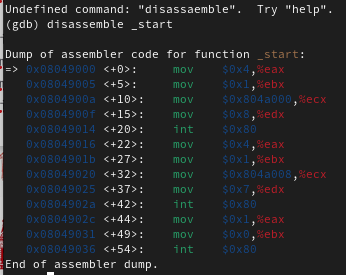 Undefined command: "disassaemble".  Try "help".
(gdb) disassemble _start
Dump of assembler code for function _start:
=> 0x08049000 <+0>:	mov    $0x4,%eax
0x08049005 <+5>:	mov    $0x1,%ebx
0x0804900a <+10>:	mov    $0x804a000,%ecx
0x0804900f <+15>:	mov    $0x8,%edx
0x08049014 <+20>:	int    $0x80
0x08049016 <+22>:	mov    $0x4,%eax
0x0804901b <+27>:	mov    $0x1,%ebx
0x08049020 <+32>:	mov    $0x804a008,%ecx
0x08049025 <+37>:	mov    $0x7,%edx
0x0804902a <+42>:	int    $0x80
0x0804902c <+44>:	mov    $0x1,%eax
0x08049031 <+49>:	mov    $0x0,%ebx
0x08049036 <+54>:	int    $0x80
End of assembler dump.